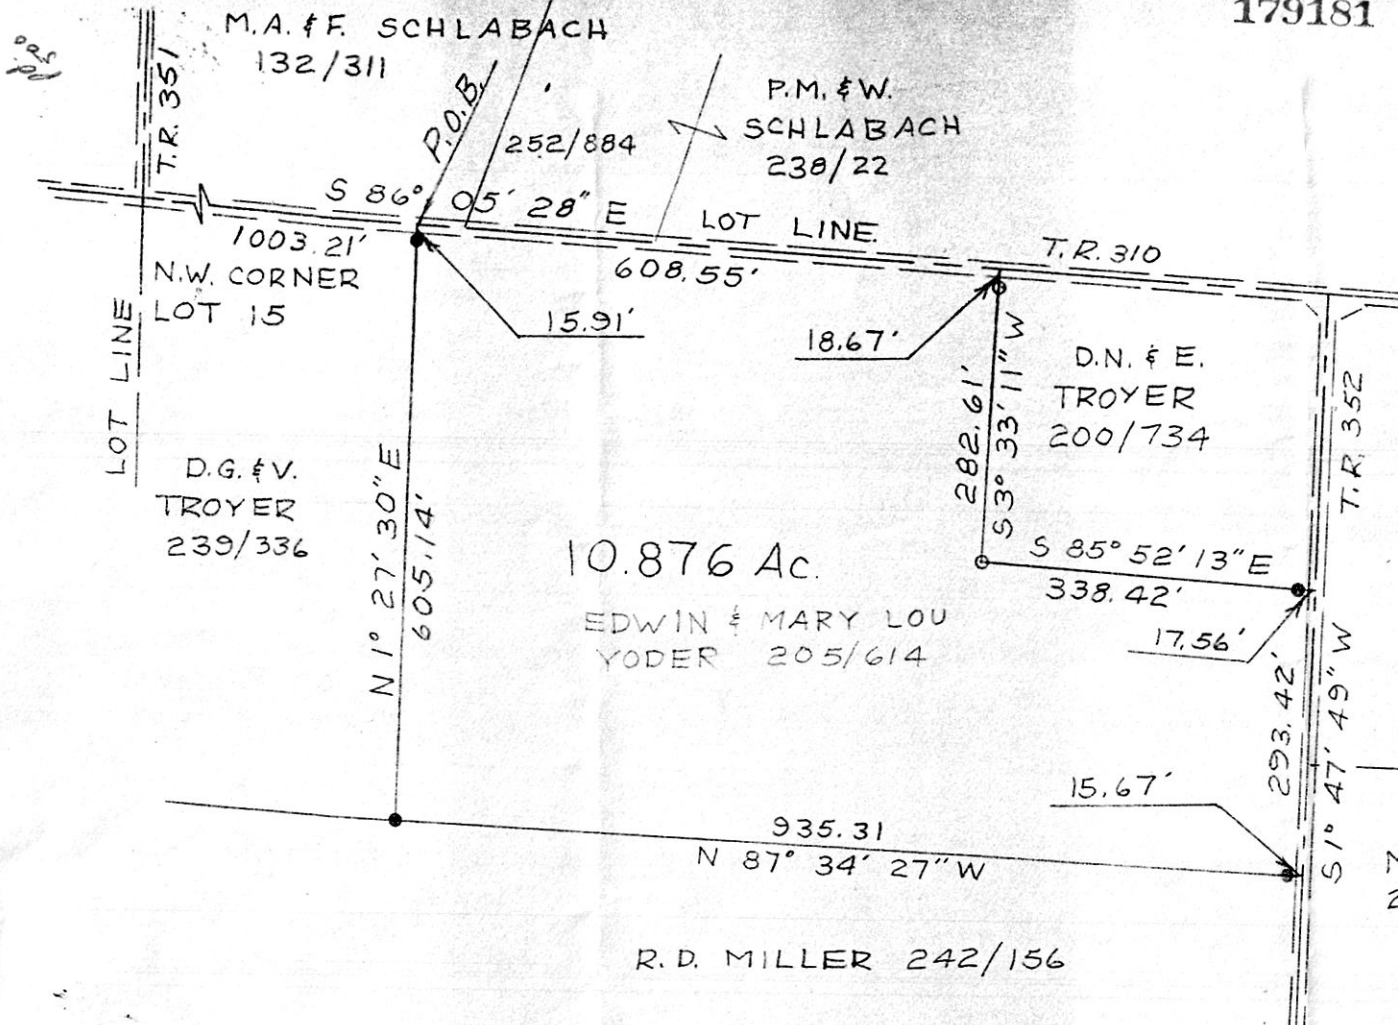 179181
M.A. & F. SCHLABACH
132/311
T.R. 351
P.O.B.
252/884
P.M. & W.
SCHLABACH
238/22
S 86° 05' 28" E
LOT LINE
T.R. 310
1003.21'
608.55'
N.W. CORNER
LOT 15
LOT LINE
15.91'
18.67'
D.N. & E.
TROYER
200/734
282.61'
S 3° 33' 11" W
T.R. 352
D.G. & V.
TROYER
239/336
N 1° 27' 30" E
605.14'
10.876 Ac.
EDWIN & MARY LOU
YODER 205/614
S 85° 52' 13" E
338.42'
17.56'
293.42'
S 1° 47' 49" W
15.67'
935.31
N 87° 34' 27" W
R.D. MILLER 242/156